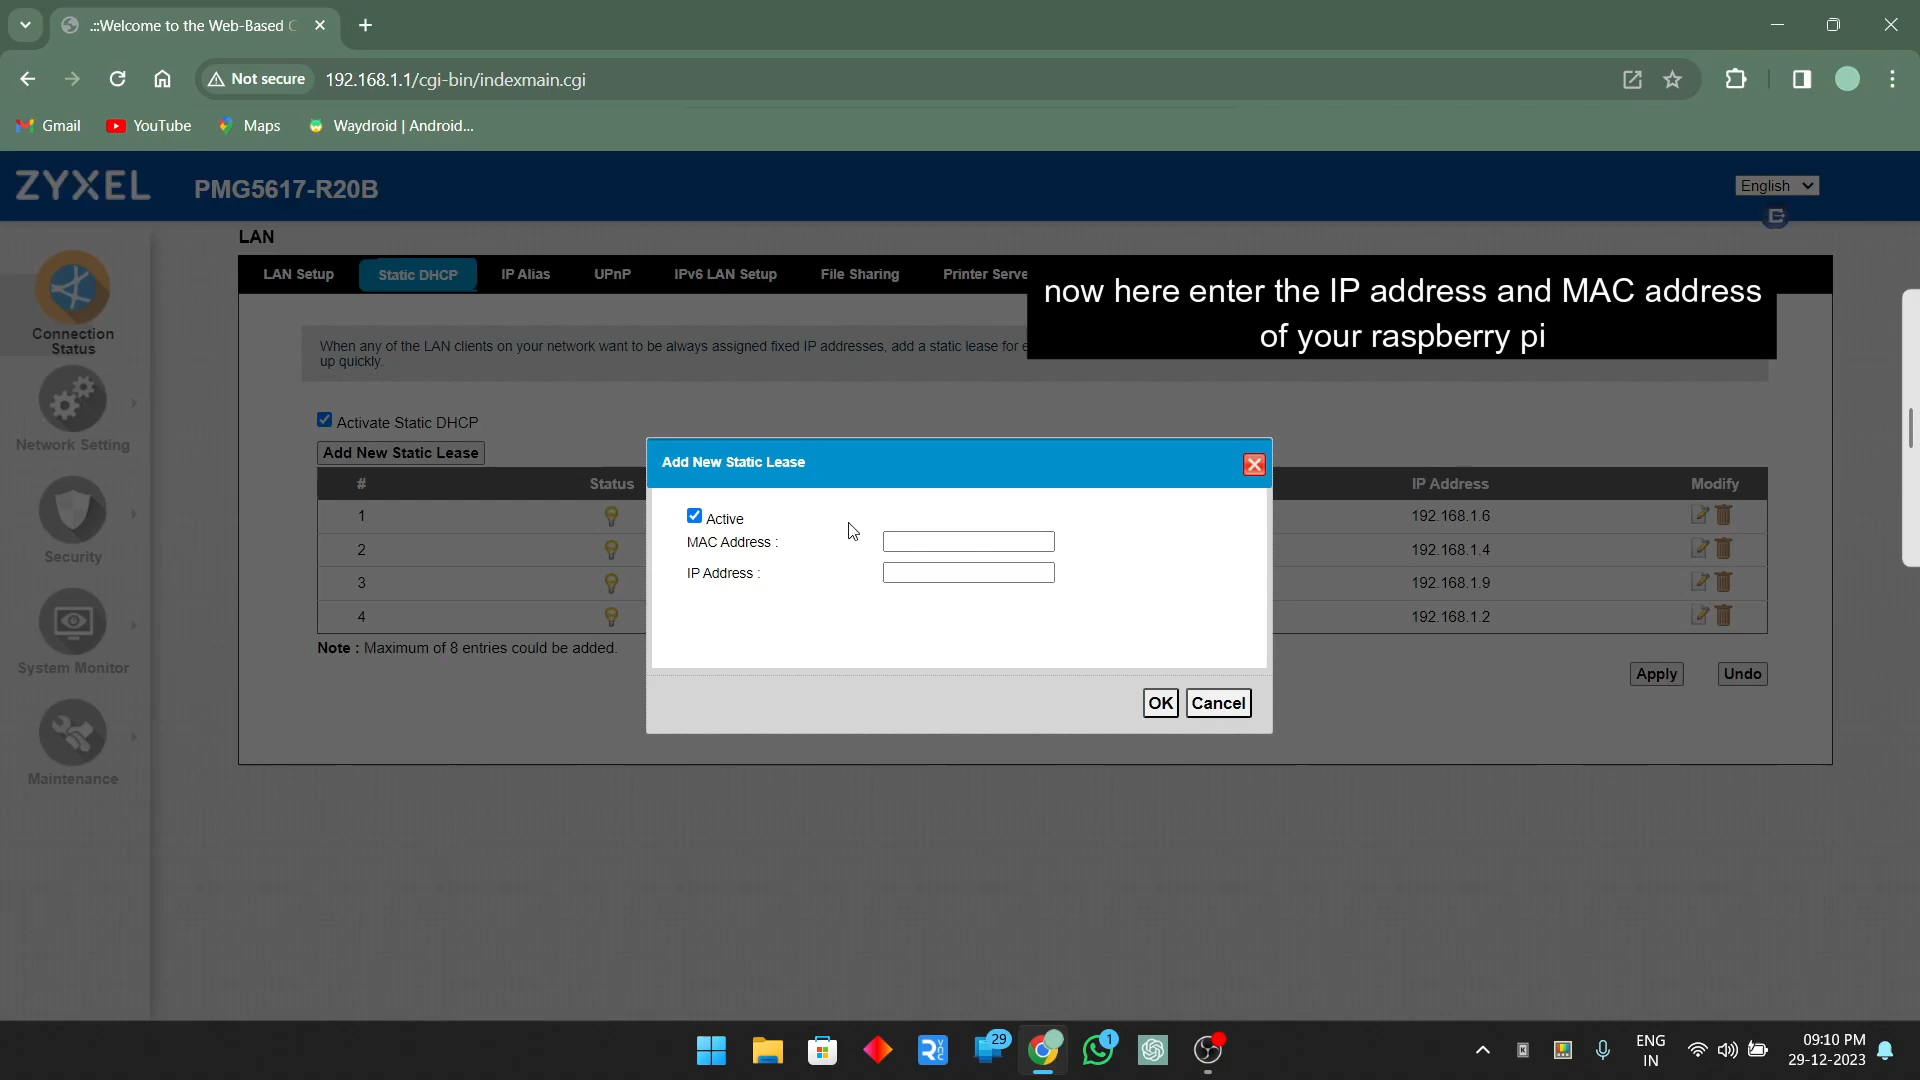 .::Welcome to the Web-Based C
Not secure
192.168.1.1/cgi-bin/indexmain.cgi
Gmail
YouTube
Maps
Waydroid | Android...
ZYXEL
PMG5617-R20B
English
LAN
LAN Setup
Static DHCP
IP Alias
UPnP
IPv6 LAN Setup
File Sharing
Printer Serve
now here enter the IP address and MAC address
of your raspberry pi
When any of the LAN clients on your network want to be always assigned fixed IP addresses, add a static lease for e
up quickly.
Connection
Status
Network Setting
Security
System Monitor
Maintenance
Activate Static DHCP
Add New Static Lease
# Status IP Address Modify
1 192.168.1.6
2 192.168.1.4
3 192.168.1.9
4 192.168.1.2
Note : Maximum of 8 entries could be added.
Apply
Undo
Add New Static Lease
Active
MAC Address :
IP Address :
OK
Cancel
29
1
ENG
IN
09:10 PM
29-12-2023